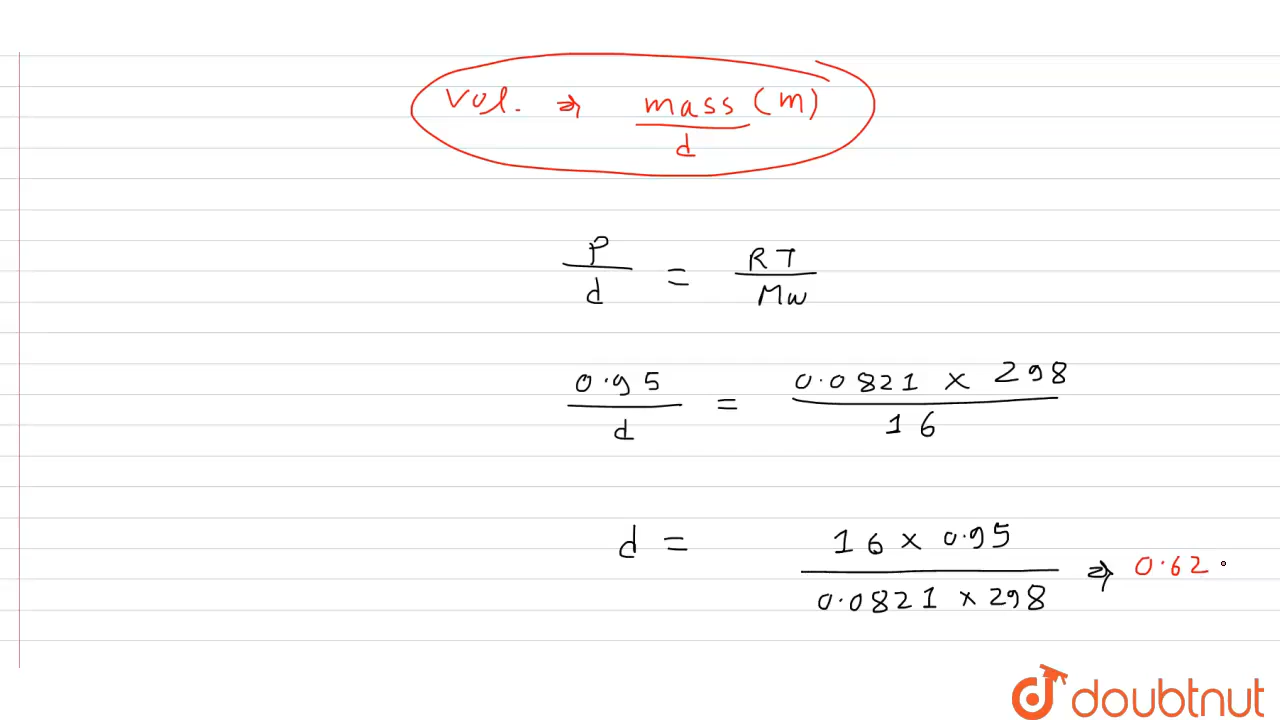 Vol. ⇒ mass (m)
d
P = RT
d Mw
0.95 = 0.0821 × 298
d 16
d = 16 × 0.95 ⇒ 0.62
0.0821 × 298
doubtnut